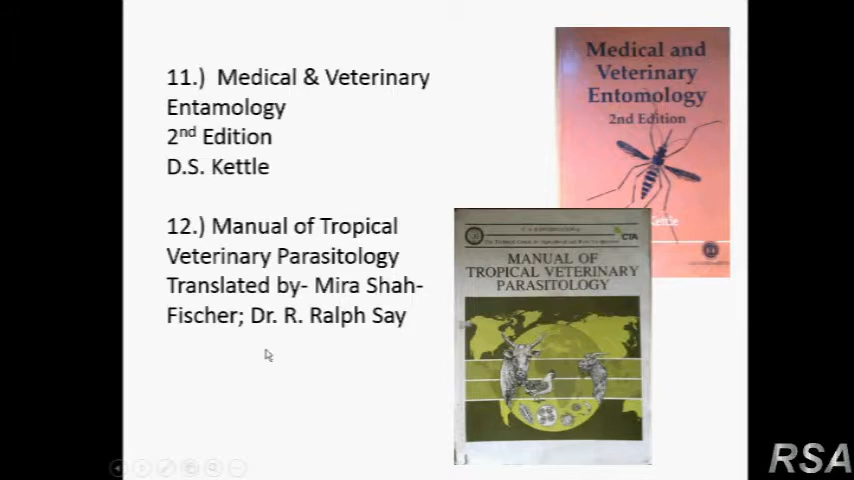 11.) Medical & Veterinary
Entamology
2nd Edition
D.S. Kettle
12.) Manual of Tropical
Veterinary Parasitology
Translated by- Mira Shah-
Fischer; Dr. R. Ralph Say
Medical and
Veterinary
Entomology
2nd Edition
Kettle
CTA
MANUAL OF
TROPICAL VETERINARY
PARASITOLOGY
RSA